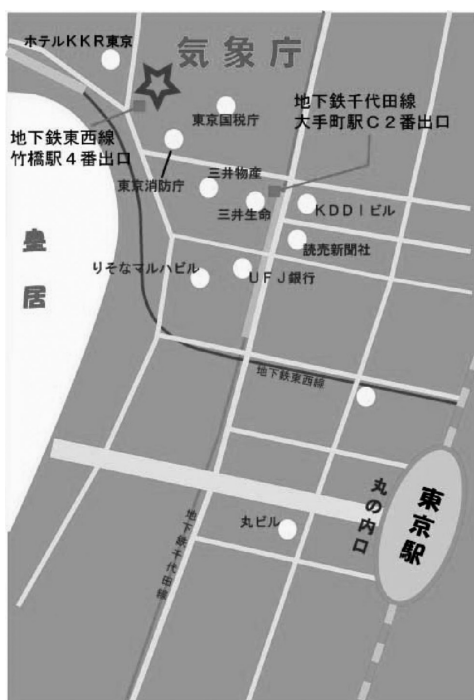 ホテルKKR東京
気象庁
地下鉄千代田線
大手町駅C2番出口
東京国税庁
地下鉄東西線
竹橋駅4番出口
東京消防庁
三井物産
三井生命
KDDIビル
読売新聞社
皇居
りそなマルハビル
UFJ銀行
地下鉄東西線
丸の内口
東京駅
丸ビル
地下鉄千代田線